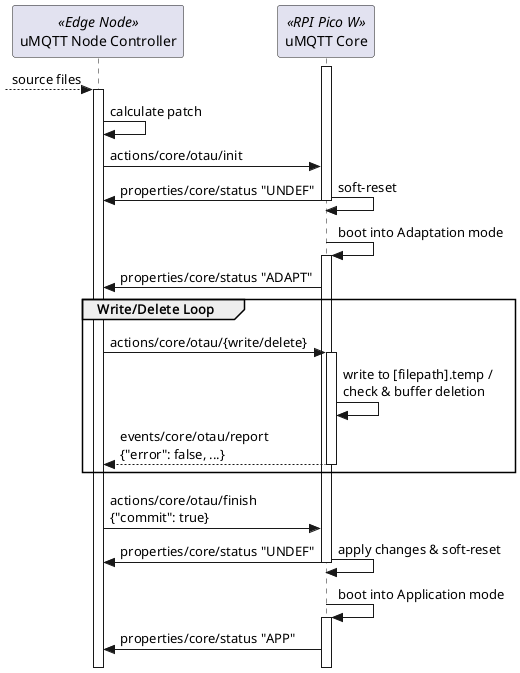 «Edge Node»
uMQTT Node Controller
«RPI Pico W»
uMQTT Core
source files
calculate patch
actions/core/otau/init
properties/core/status "UNDEF"
soft-reset
boot into Adaptation mode
properties/core/status "ADAPT"
Write/Delete Loop
actions/core/otau/{write/delete}
write to [filepath].temp /
check & buffer deletion
events/core/otau/report
{"error": false, ...}
actions/core/otau/finish
{"commit": true}
properties/core/status "UNDEF"
apply changes & soft-reset
boot into Application mode
properties/core/status "APP"